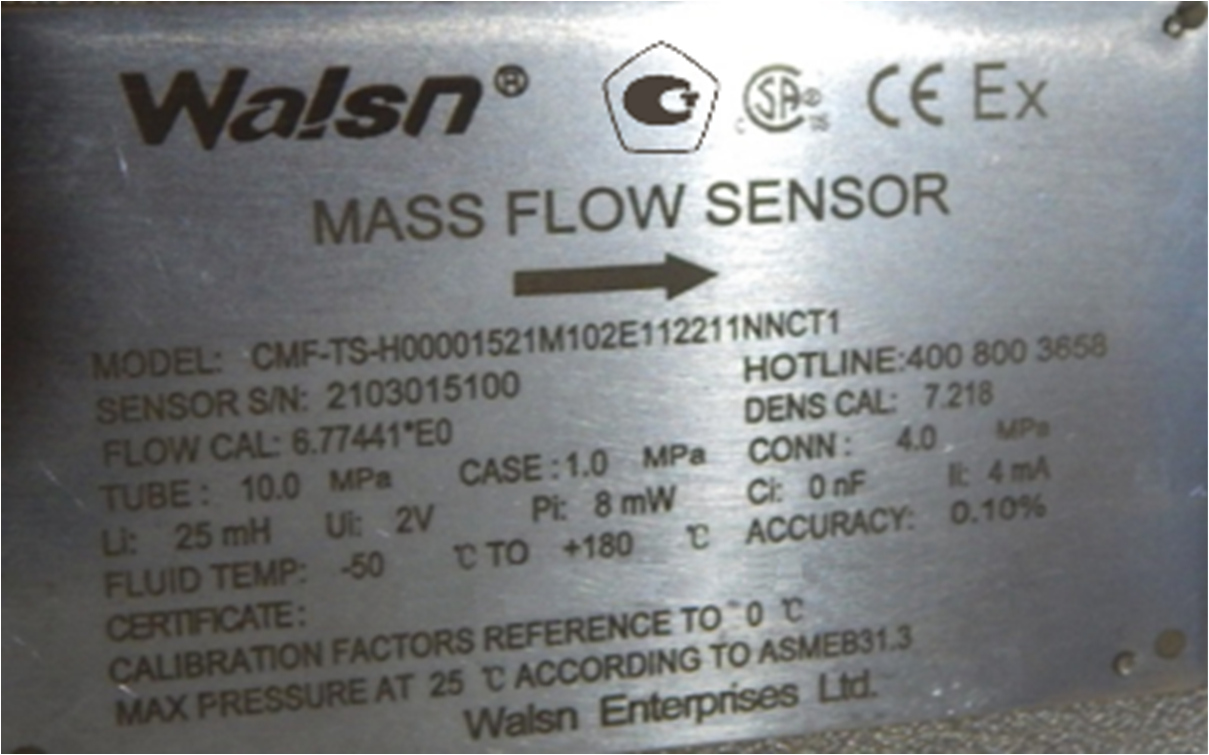 Walsn®
CSA® US CE Ex
MASS FLOW SENSOR
MODEL: CMF-TS-H00001521M102E112211NNCT1
SENSOR S/N: 2103015100 HOTLINE:400 800 3658
FLOW CAL: 6.77441*E0 DENS CAL: 7.218
TUBE: 10.0 MPa CASE:1.0 MPa CONN: 4.0 MPa
Li: 25 mH Ui: 2V Pi: 8 mW Ci: 0 nF Ii: 4 mA
FLUID TEMP: -50 ℃ TO +180 ℃ ACCURACY: 0.10%
CERTIFICATE:
CALIBRATION FACTORS REFERENCE TO 0 ℃
MAX PRESSURE AT 25 ℃ ACCORDING TO ASMEB31.3
Walsn Enterprises Ltd.